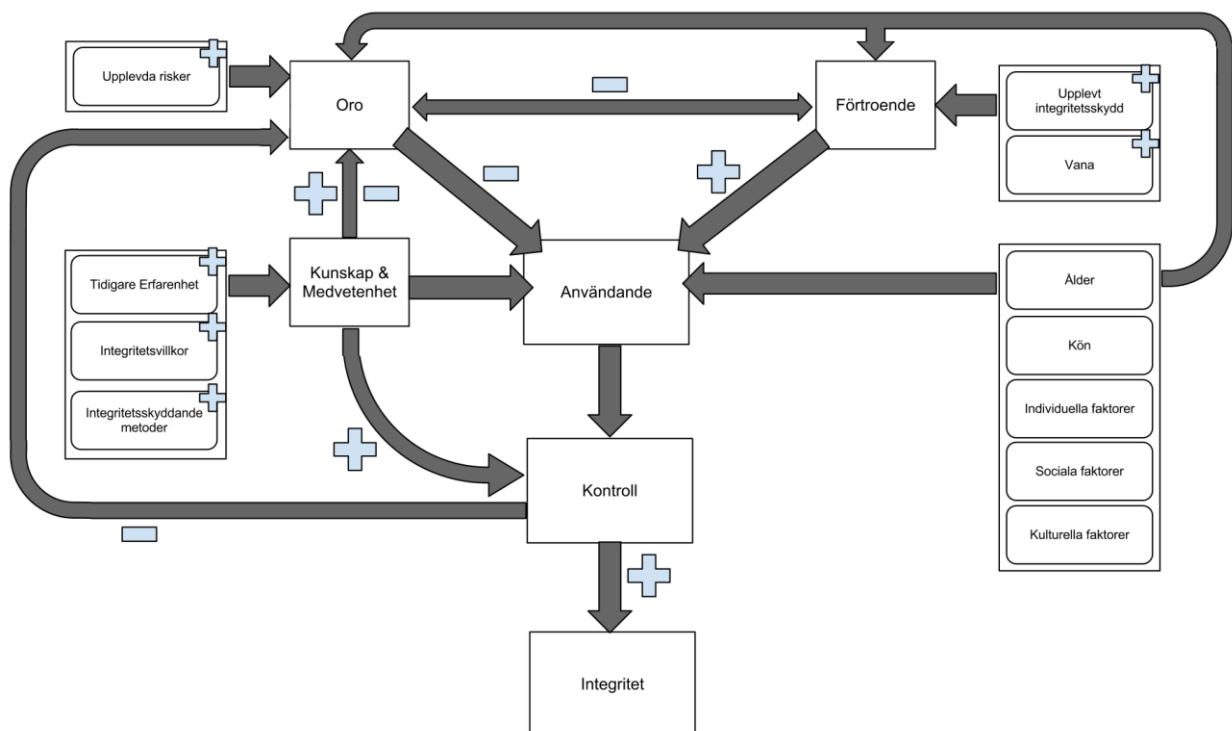 Upplevda risker
Oro
Förtroende
Upplevt
integritetsskydd
Vana
Tidigare Erfarenhet
Integritetsvillkor
Integritetsskyddande
metoder
Kunskap &
Medvetenhet
Användande
Ålder
Kön
Individuella faktorer
Sociala faktorer
Kulturella faktorer
Kontroll
Integritet